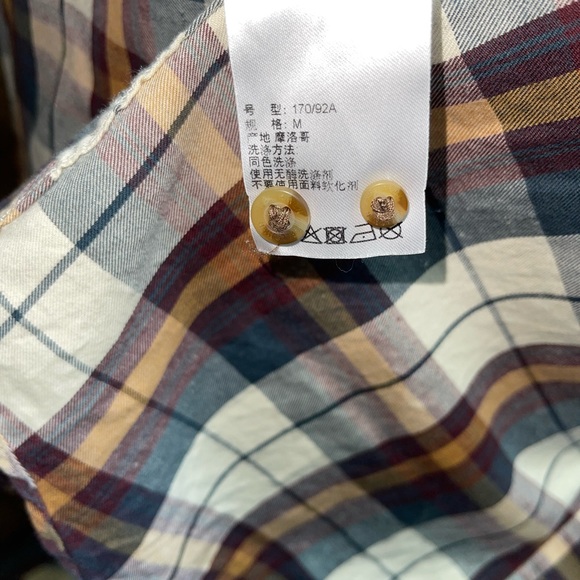 号 型: 170/92A
规 格: M
产 地 摩洛哥
洗涤方法
同色洗涤
使用无酶洗涤剂
不要使用面料软化剂